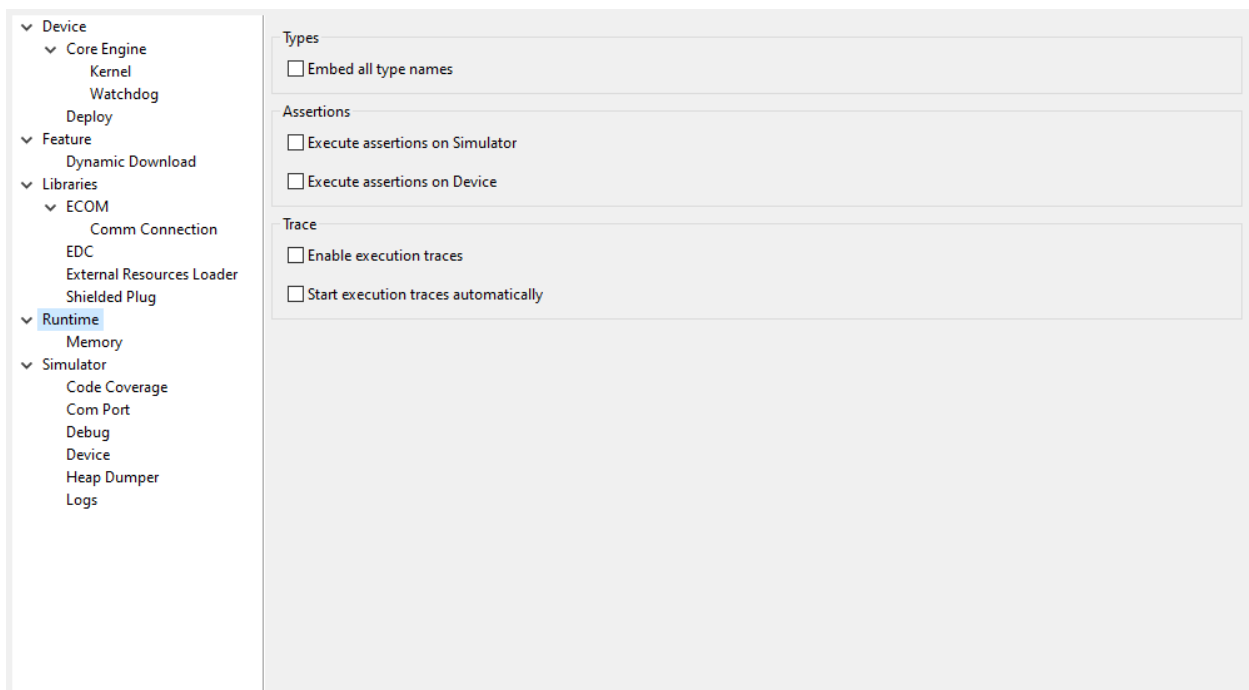 Device
Core Engine
Kernel
Watchdog
Deploy
Feature
Dynamic Download
Libraries
ECOM
Comm Connection
EDC
External Resources Loader
Shielded Plug
Runtime
Memory
Simulator
Code Coverage
Com Port
Debug
Device
Heap Dumper
Logs
Types
Embed all type names
Assertions
Execute assertions on Simulator
Execute assertions on Device
Trace
Enable execution traces
Start execution traces automatically